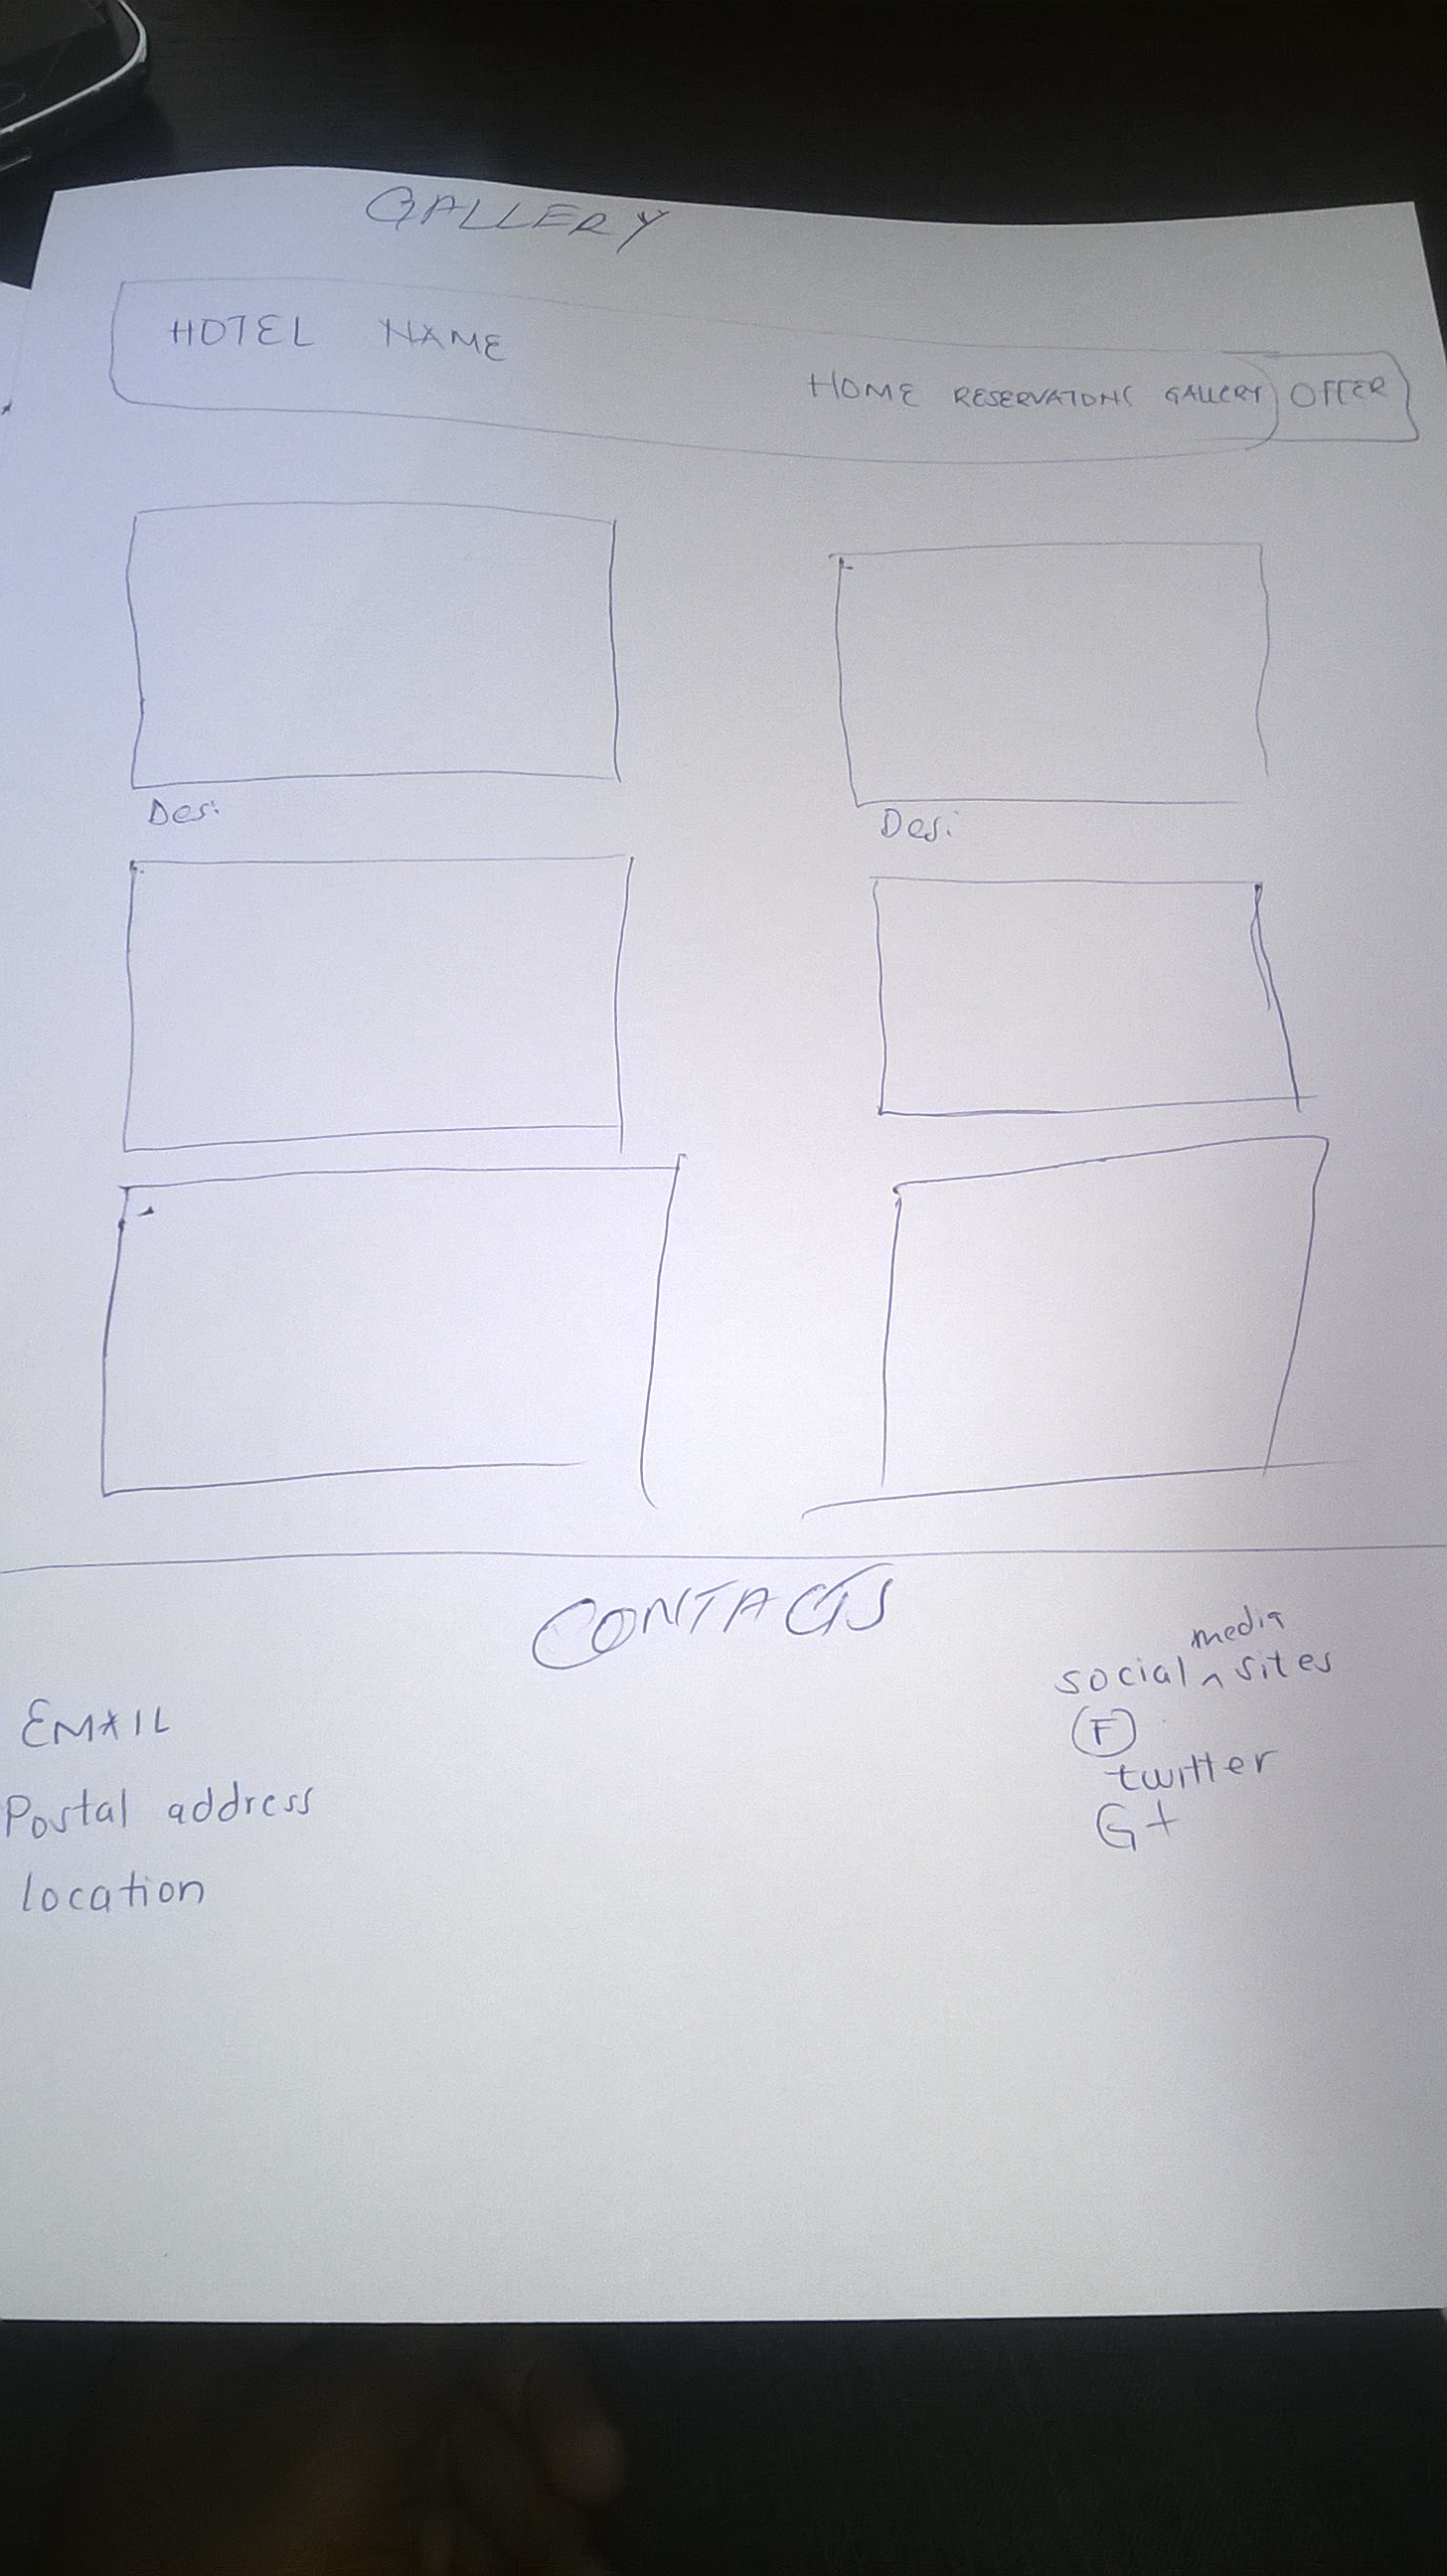 GALLERY
HOTEL NAME
HOME RESERVATIONS GALLERY OFFER
Des:
Des:
CONTACTS
EMAIL
Postal address
location
social media sites
F
twitter
G+